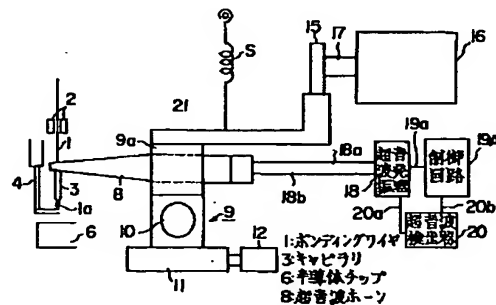 S
15
17
16
2
21
1
9a
18a
19a
19
4
3
8
18b
超音波発振器
制御回路
18
20a
20b
1a
6
10
9
12
超音波検出器
20
11
1:ボンディングワイヤ
3:キャピラリ
6:半導体チップ
8:超音波ホーン